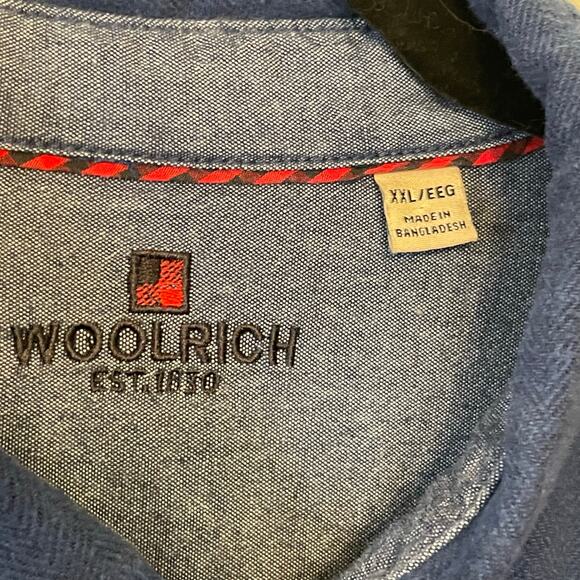 XXL/EEG
MADE IN
BANGLADESH
WOOLRICH
EST. 1830